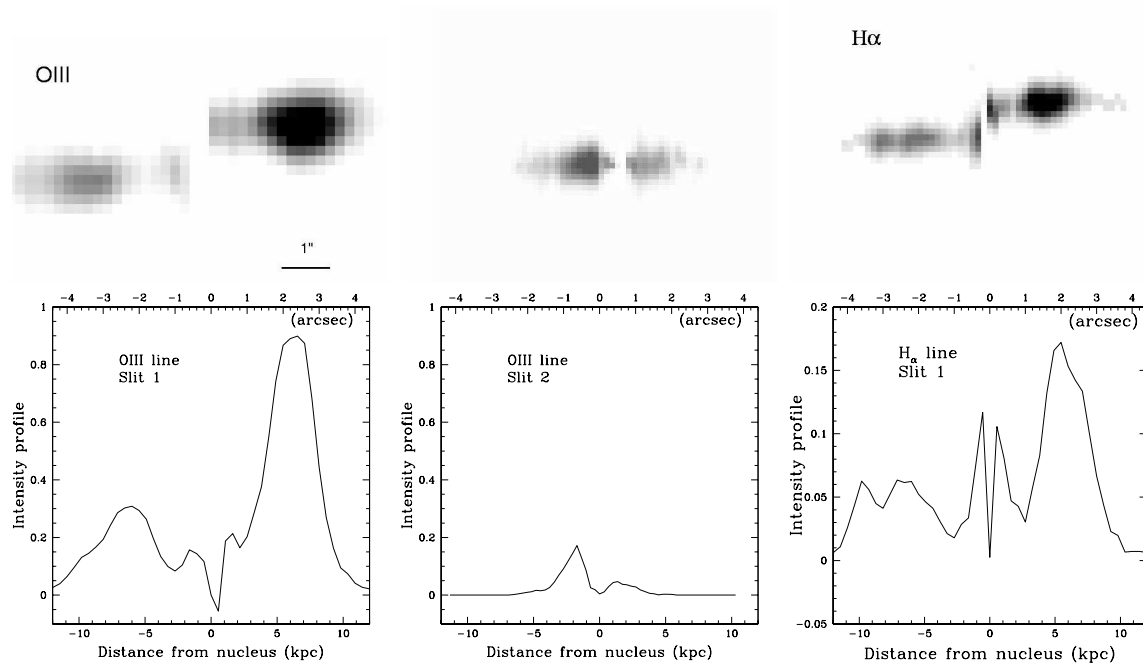 OIII
1"
Hα
-4 -3 -2 -1 0 1 2 3 4
(arcsec)
OIII line
Slit 1
Intensity profile
1
0.8
0.6
0.4
0.2
0
-10 -5 0 5 10
Distance from nucleus (kpc)
-4 -3 -2 -1 0 1 2 3 4
(arcsec)
OIII line
Slit 2
Intensity profile
1
0.8
0.6
0.4
0.2
0
-10 -5 0 5 10
Distance from nucleus (kpc)
-4 -3 -2 -1 0 1 2 3 4
(arcsec)
Hα line
Slit 1
Intensity profile
0.2
0.15
0.1
0.05
0
-0.05
-10 -5 0 5 10
Distance from nucleus (kpc)